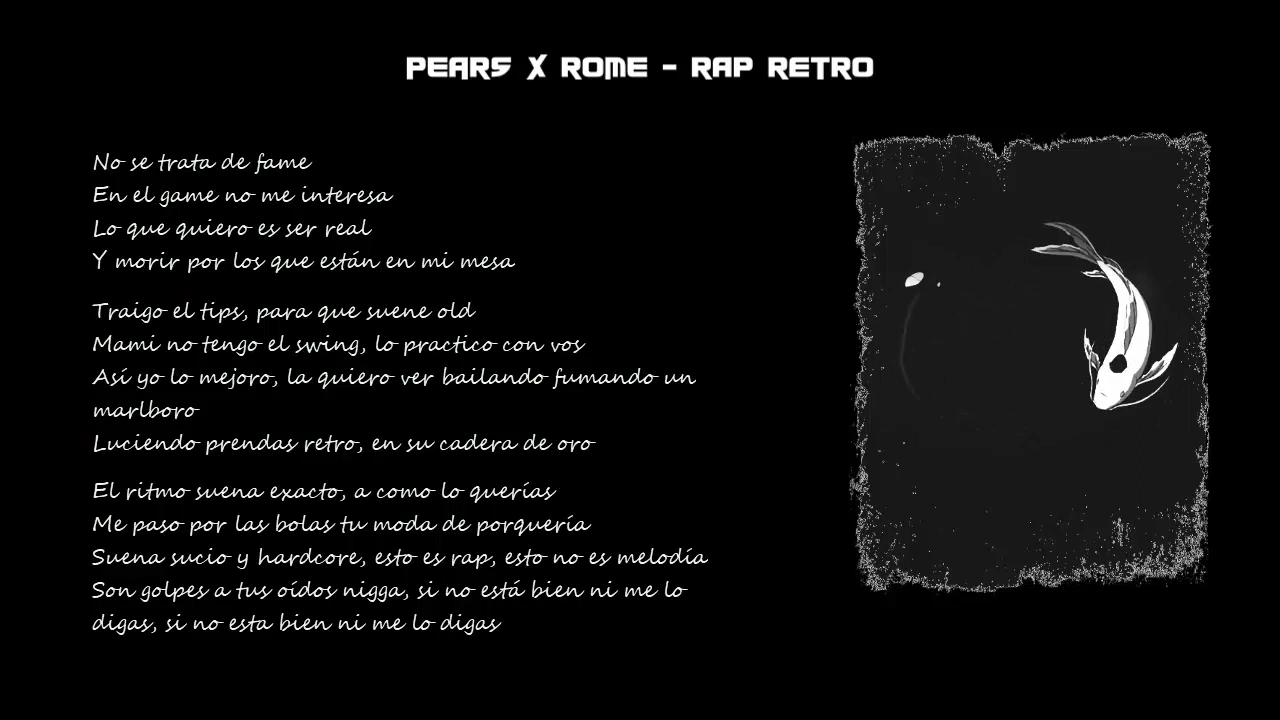 PEARS X ROME - RAP RETRO
No se trata de fame
En el game no me interesa
Lo que quiero es ser real
Y morir por los que están en mi mesa
Traigo el tips, para que suene old
Mami no tengo el swing, lo practico con vos
Así yo lo mejoro, la quiero ver bailando fumando un
marlboro
Luciendo prendas retro, en su cadera de oro
El ritmo suena exacto, a como lo querías
Me paso por las bolas tu moda de porquería
Suena sucio y hardcore, esto es rap, esto no es melodía
Son golpes a tus oídos nigga, si no está bien ni me lo
digas, si no esta bien ni me lo digas